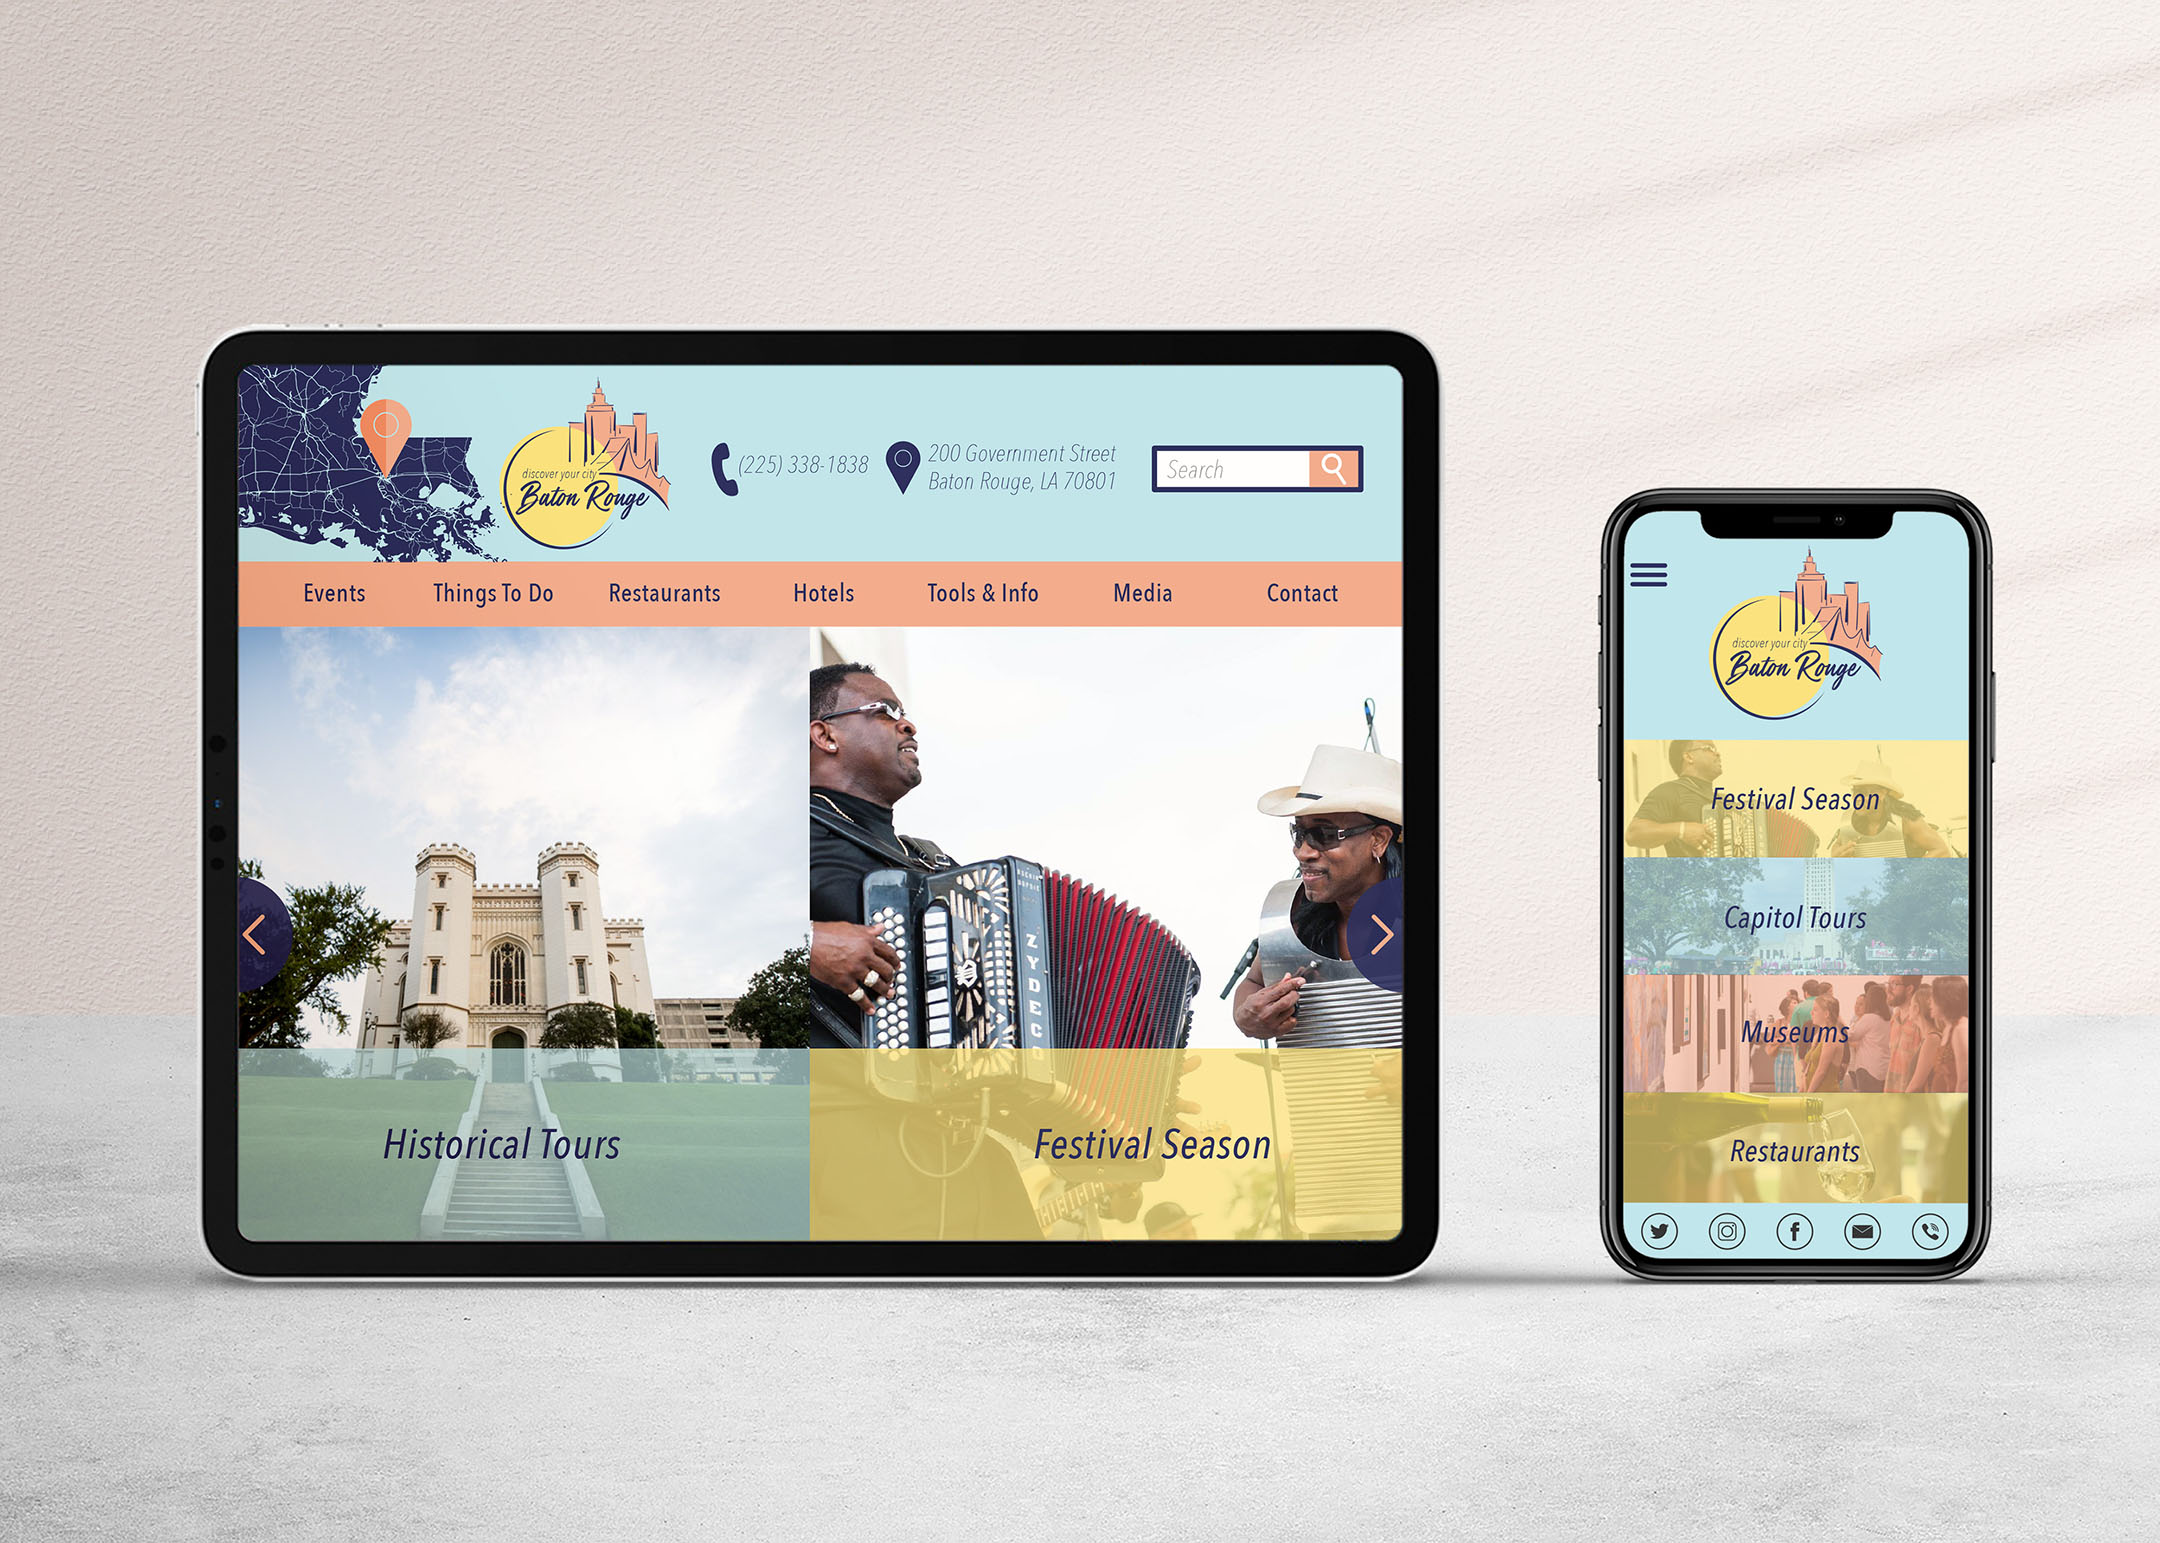 discover your city
Baton Rouge
(225) 338-1838
200 Government Street
Baton Rouge, LA 70801
Search
Events
Things To Do
Restaurants
Hotels
Tools & Info
Media
Contact
ZYDECO
Historical Tours
Festival Season
discover your city
Baton Rouge
Festival Season
Capitol Tours
Museums
Restaurants